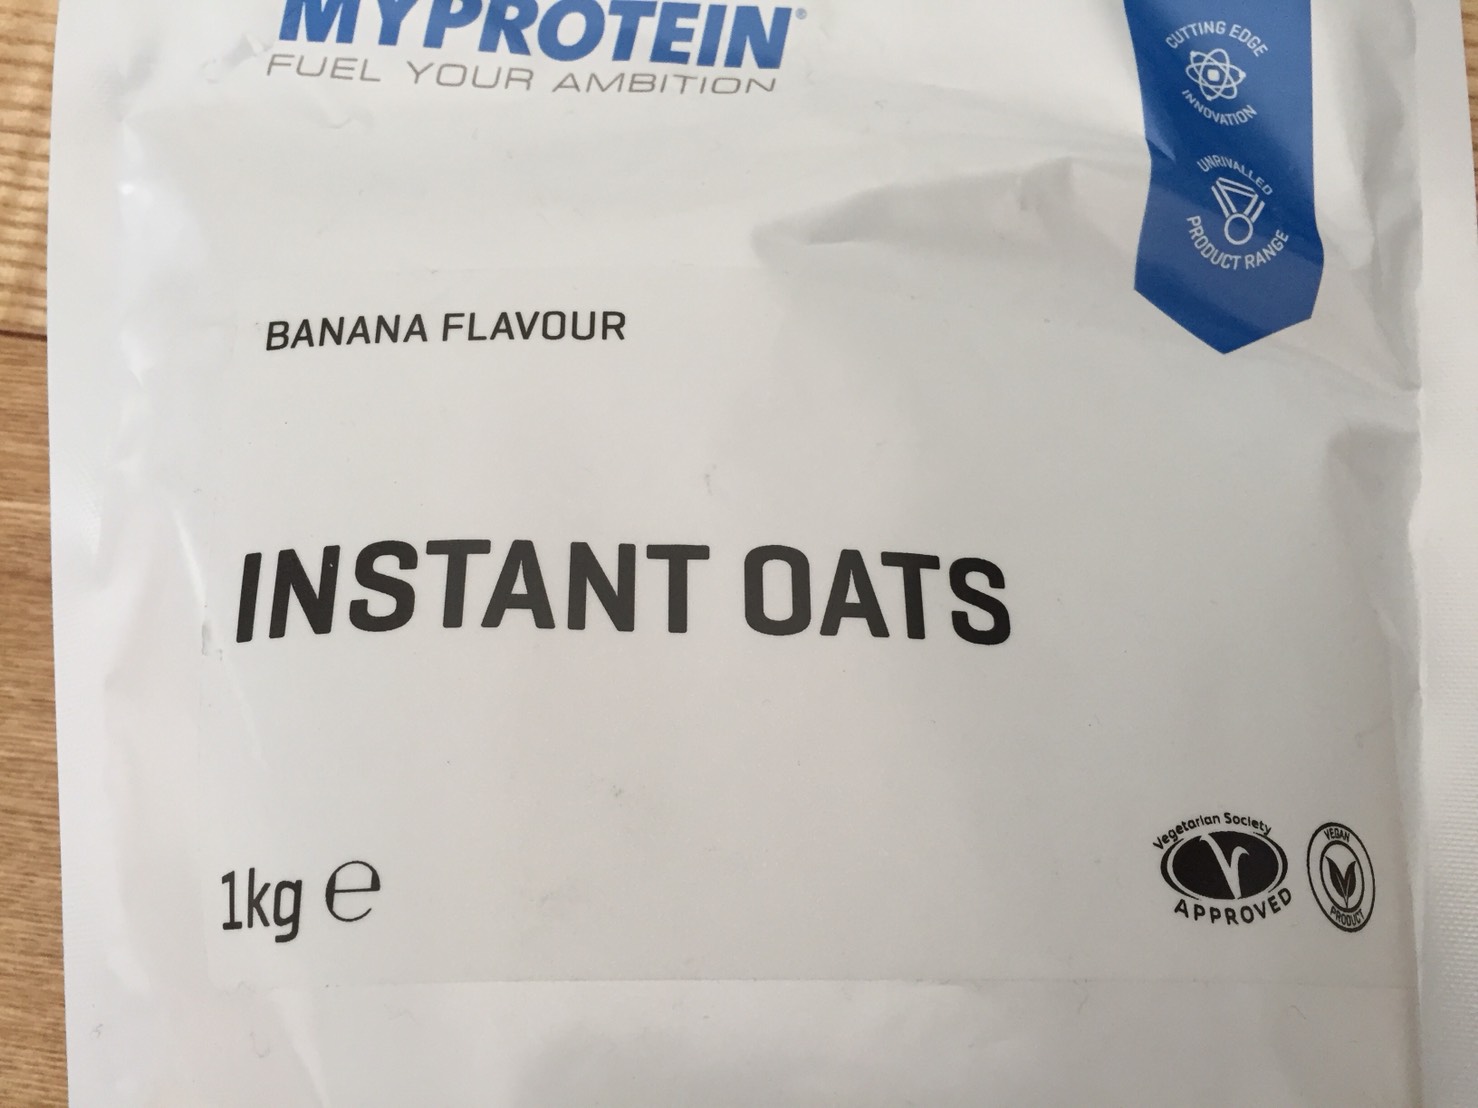 MYPROTEIN®
FUEL YOUR AMBITION
CUTTING EDGE
INNOVATION
UNRIVALLED
PRODUCT RANGE
BANANA FLAVOUR
INSTANT OATS
1kg ℮
Vegetarian Society
V
APPROVED
VEGAN
PRODUCT